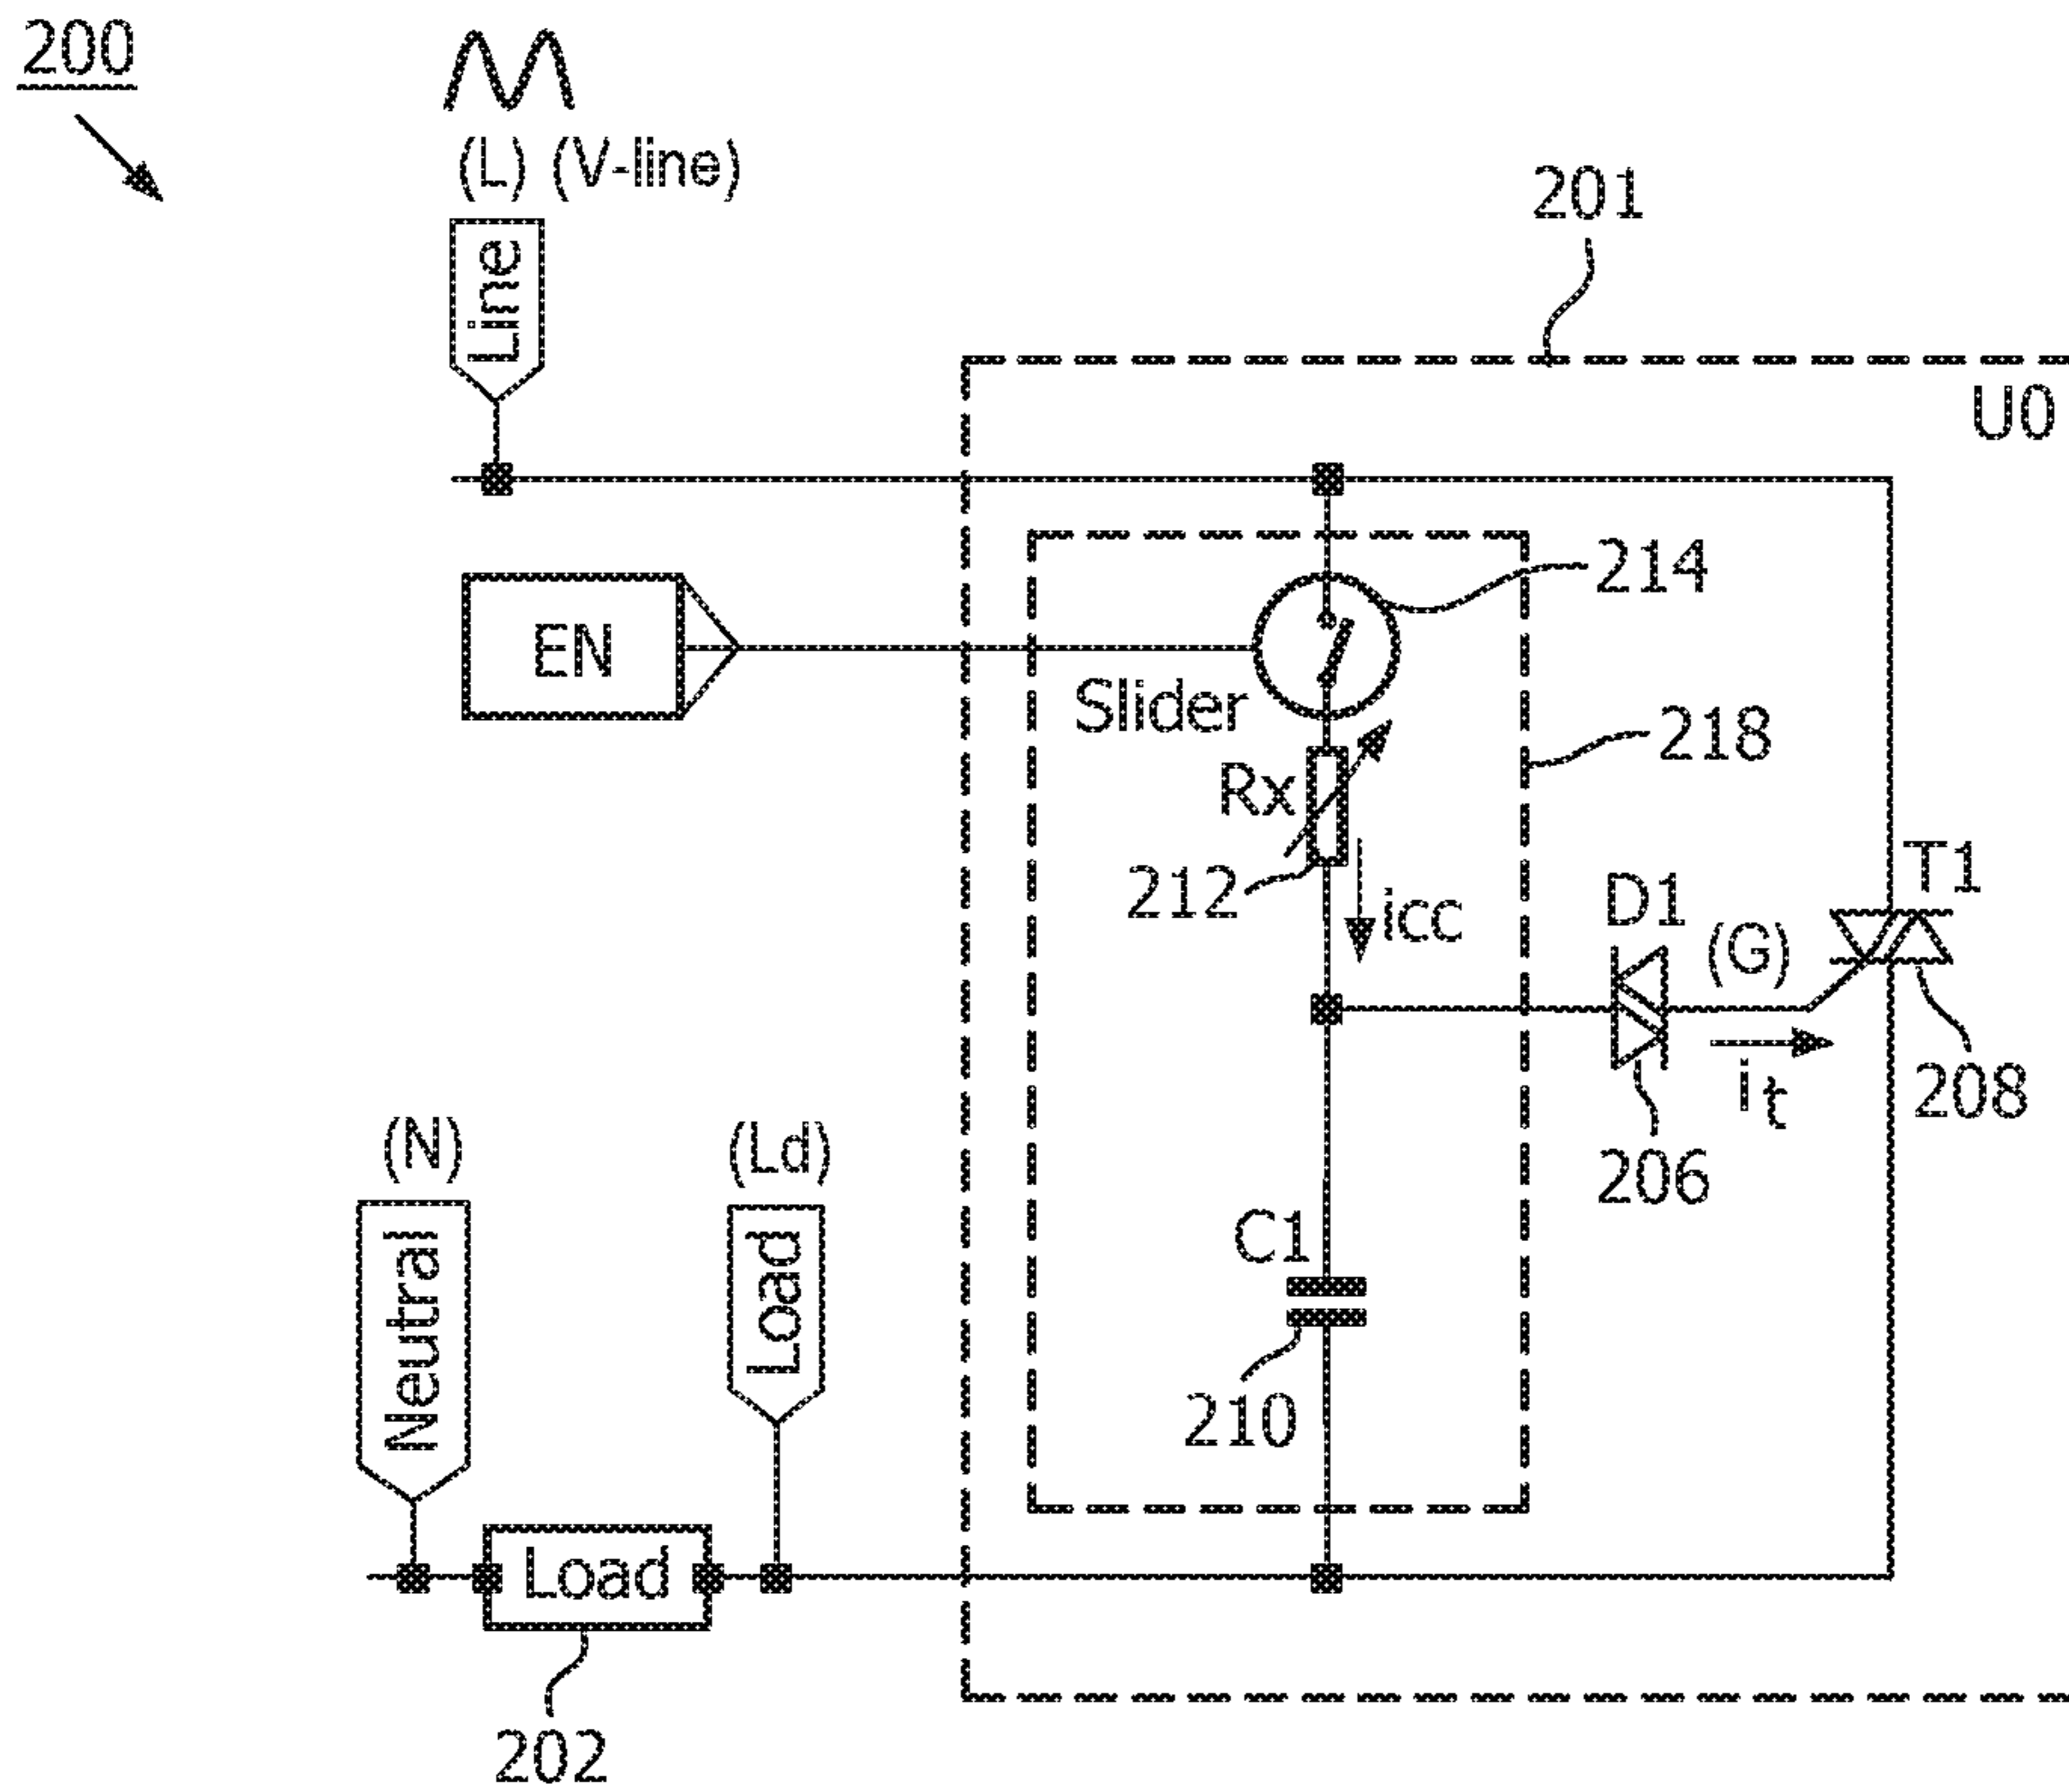 200
(L) (V-line)
Line
201
U0
214
EN
Slider
218
Rx
212
icc
D1
(G)
T1
it
208
206
(N)
(Ld)
Neutral
Load
C1
210
Load
202